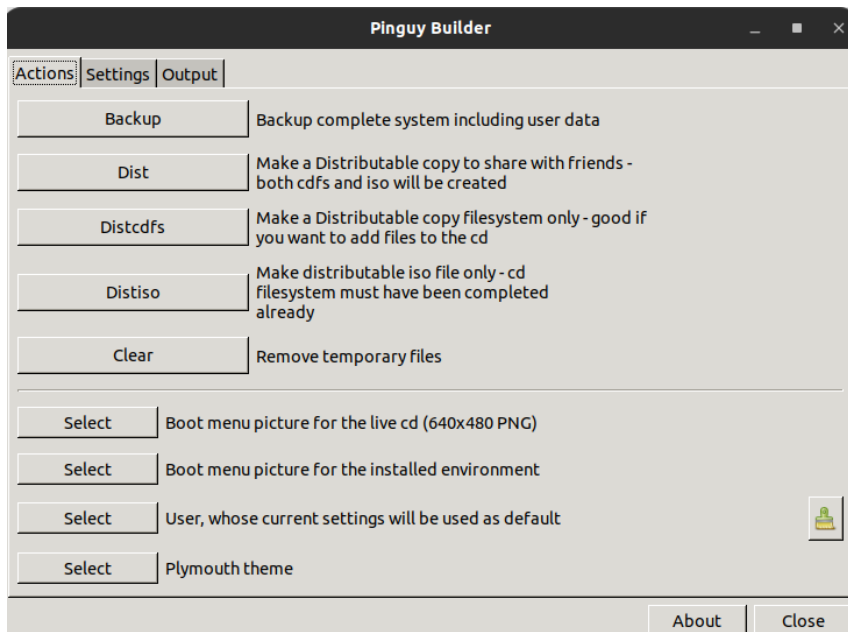 Pinguy Builder
Actions Settings Output
Backup
Backup complete system including user data
Dist
Make a Distributable copy to share with friends -
both cdfs and iso will be created
Distcdfs
Make a Distributable copy filesystem only - good if
you want to add files to the cd
Distiso
Make distributable iso file only - cd
filesystem must have been completed
already
Clear
Remove temporary files
Select
Boot menu picture for the live cd (640x480 PNG)
Select
Boot menu picture for the installed environment
Select
User, whose current settings will be used as default
Select
Plymouth theme
About
Close